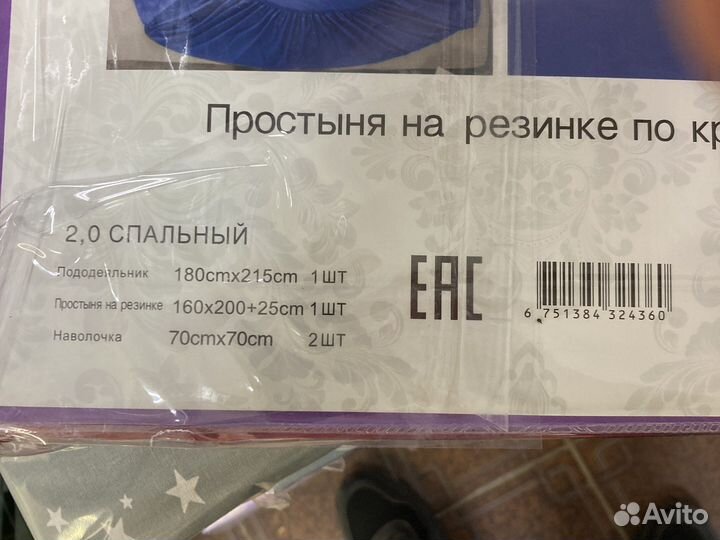 Простыня на резинке по кр
2,0 СПАЛЬНЫЙ
Пододеяльник 180cmx215cm 1ШТ
Простыня на резинке 160x200+25cm 1ШТ
Наволочка 70cmx70cm 2ШТ
EAC
6 751384 324360
Avito